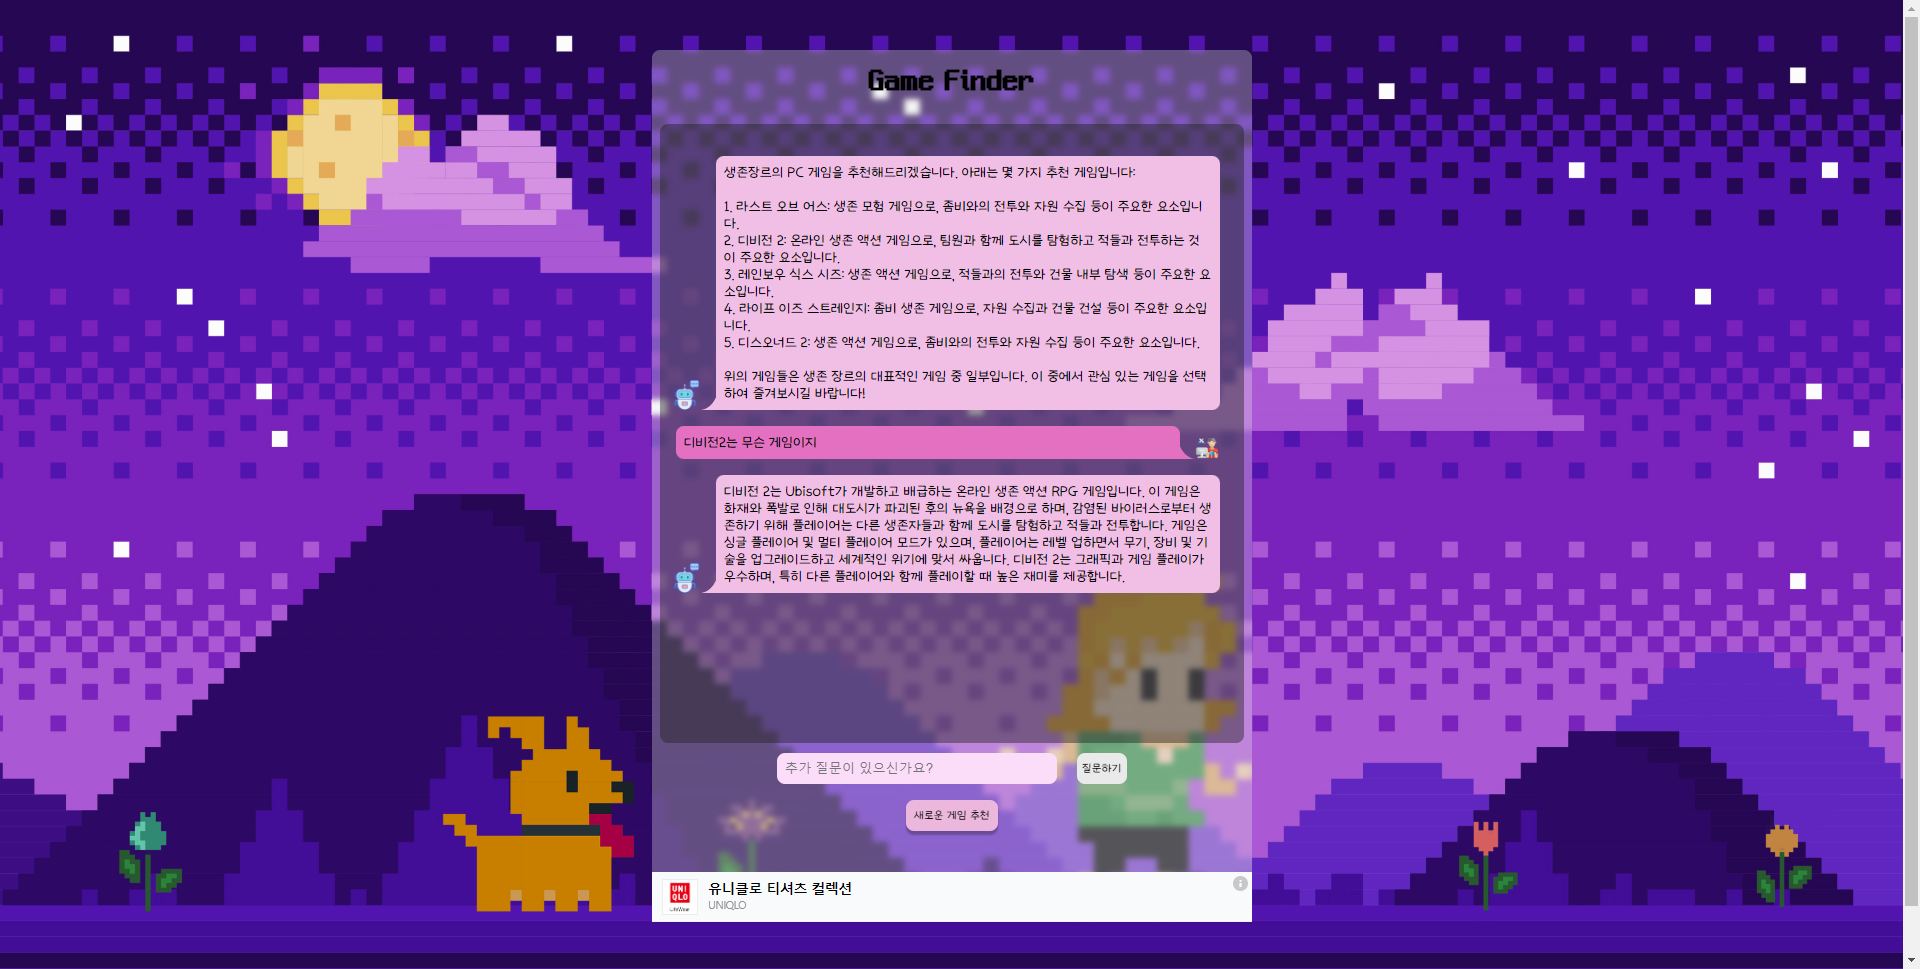 Game Finder
생존장르의 PC 게임을 추천해드리겠습니다. 아래는 몇 가지 추천 게임입니다:
1. 라스트 오브 어스: 생존 모험 게임으로, 좀비와의 전투와 자원 수집 등이 주요한 요소입니
다.
2. 디비전 2: 온라인 생존 액션 게임으로, 팀원과 함께 도시를 탐험하고 적들과 전투하는 것
이 주요한 요소입니다.
3. 레인보우 식스 시즈: 생존 액션 게임으로, 적들과의 전투와 건물 내부 탐색 등이 주요한 요
소입니다.
4. 라이프 이즈 스트레인지: 좀비 생존 게임으로, 자원 수집과 건물 건설 등이 주요한 요소입
니다.
5. 디스오너드 2: 생존 액션 게임으로, 좀비와의 전투와 자원 수집 등이 주요한 요소입니다.
위의 게임들은 생존 장르의 대표적인 게임 중 일부입니다. 이 중에서 관심 있는 게임을 선택
하여 즐겨보시길 바랍니다!
디비전2는 무슨 게임이지
디비전 2는 Ubisoft가 개발하고 배급하는 온라인 생존 액션 RPG 게임입니다. 이 게임은
화재와 폭발로 인해 대도시가 파괴된 후의 뉴욕을 배경으로 하며, 감염된 바이러스로부터 생
존하기 위해 플레이어는 다른 생존자들과 함께 도시를 탐험하고 적들과 전투합니다. 게임은
싱글 플레이어 및 멀티 플레이어 모드가 있으며, 플레이어는 레벨 업하면서 무기, 장비 및 기
술을 업그레이드하고 세계적인 위기에 맞서 싸웁니다. 디비전 2는 그래픽과 게임 플레이가
우수하며, 특히 다른 플레이어와 함께 플레이할 때 높은 재미를 제공합니다.
추가 질문이 있으신가요?
질문하기
새로운 게임 추천
UNI
QLO
LifeWear
유니클로 티셔츠 컬렉션
UNIQLO